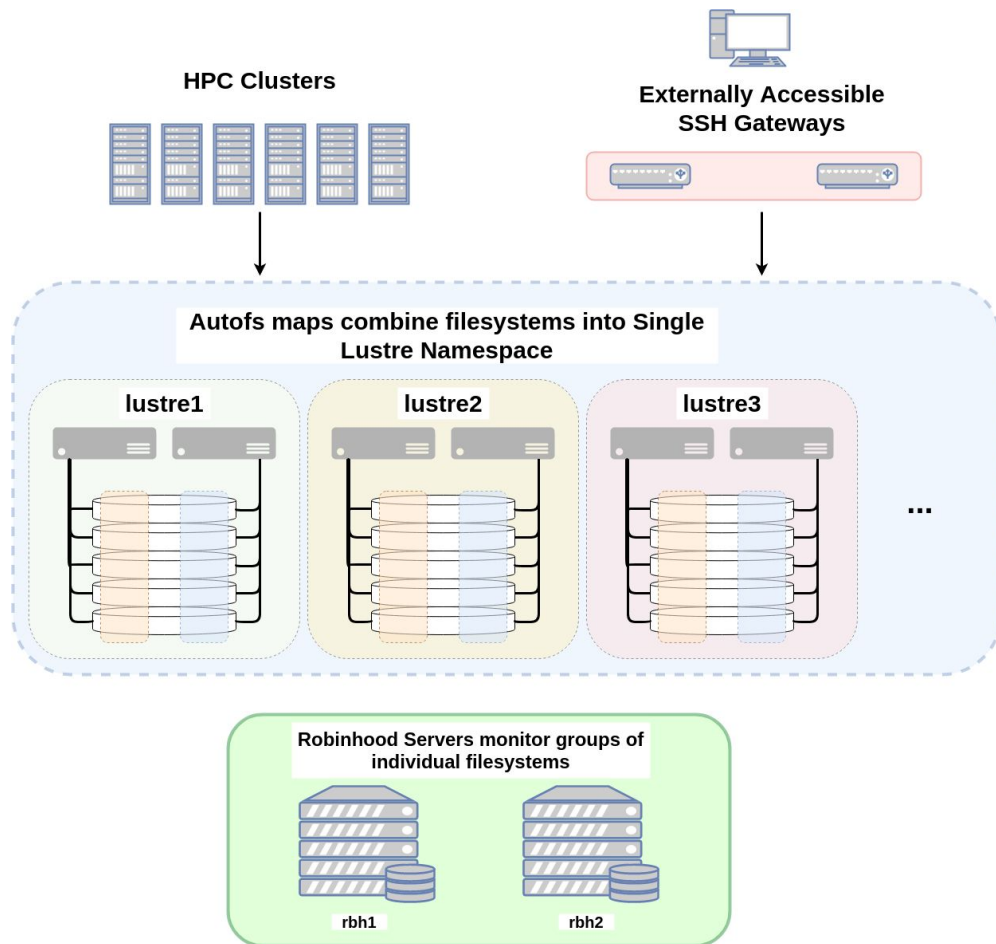 HPC Clusters
Externally Accessible
SSH Gateways
Autofs maps combine filesystems into Single
Lustre Namespace
lustre1
lustre2
lustre3
...
Robinhood Servers monitor groups of
individual filesystems
rbh1
rbh2